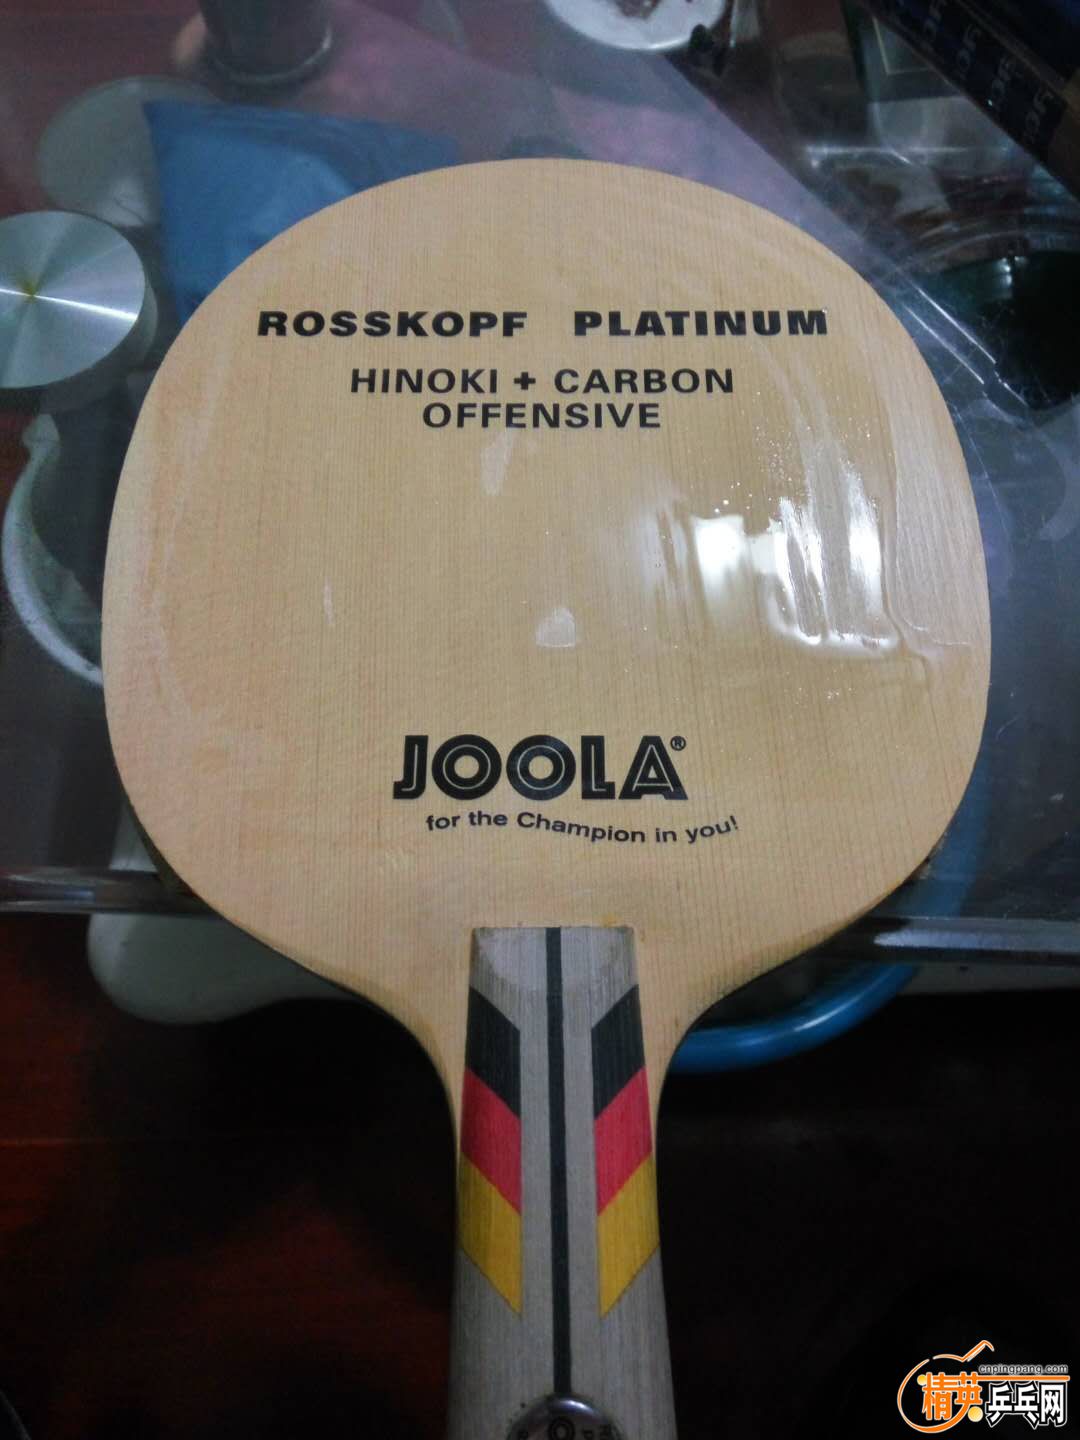 ROSSKOPF PLATINUM
HINOKI + CARBON
OFFENSIVE
JOOLA®
for the Champion in you!
cnpingpang.com
精英乒乓网